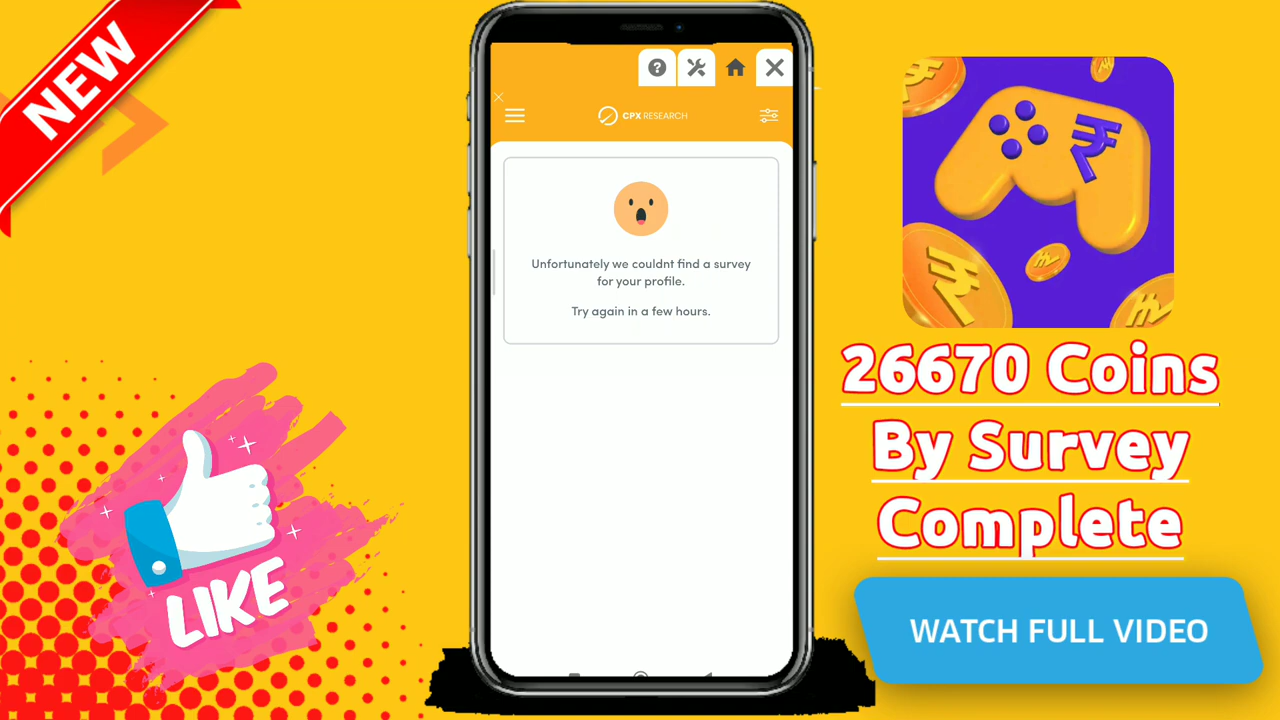 NEW
CPX RESEARCH
Unfortunately we couldnt find a survey
for your profile.
Try again in a few hours.
LIKE
₹
26670 Coins
By Survey
Complete
WATCH FULL VIDEO